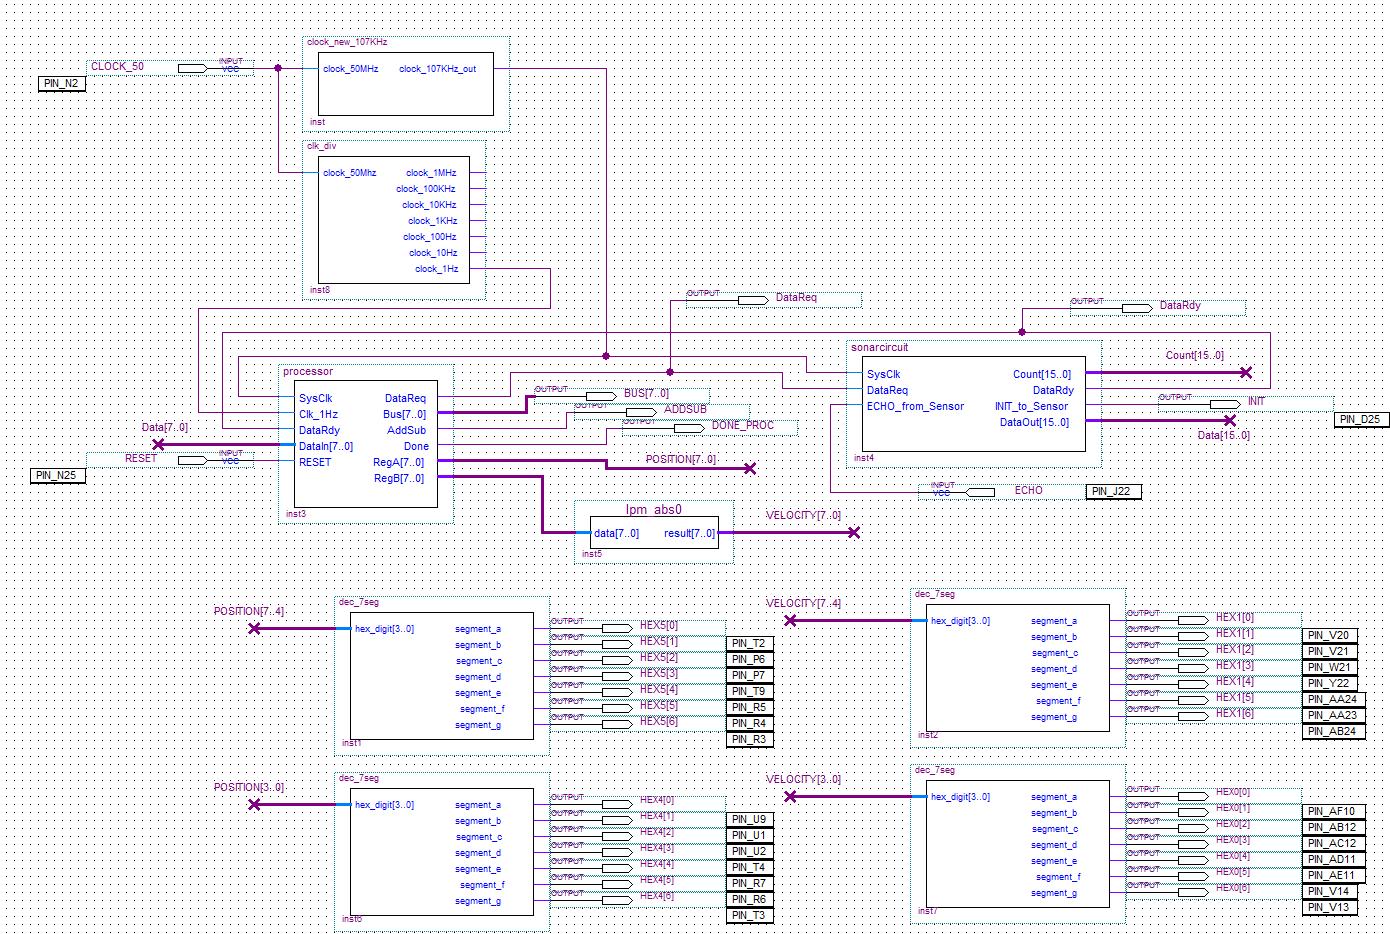 clock_new_107KHz
CLOCK_50
INPUT
VCC
PIN_N2
clock_50MHz
clock_107KHz_out
inst
clk_div
clock_50Mhz
clock_1MHz
clock_100KHz
clock_10KHz
clock_1KHz
clock_100Hz
clock_10Hz
clock_1Hz
inst8
OUTPUT
DataReq
OUTPUT
DataRdy
processor
SysClk
Clk_1Hz
DataRdy
DataIn[7..0]
RESET
DataReq
Bus[7..0]
AddSub
Done
RegA[7..0]
RegB[7..0]
inst3
Data[7..0]
RESET
INPUT
VCC
PIN_N25
OUTPUT
BUS[7..0]
OUTPUT
ADDSUB
OUTPUT
DONE_PROC
POSITION[7..0]
sonarcircuit
SysClk
DataReq
ECHO_from_Sensor
Count[15..0]
DataRdy
INIT_to_Sensor
DataOut[15..0]
inst4
Count[15..0]
OUTPUT
INIT
PIN_D25
Data[15..0]
INPUT
VCC
ECHO
PIN_J22
lpm_abs0
data[7..0]
result[7..0]
inst5
VELOCITY[7..0]
POSITION[7..4]
dec_7seg
hex_digit[3..0]
segment_a
segment_b
segment_c
segment_d
segment_e
segment_f
segment_g
inst1
OUTPUT
HEX5[0]
OUTPUT
HEX5[1]
OUTPUT
HEX5[2]
OUTPUT
HEX5[3]
OUTPUT
HEX5[4]
OUTPUT
HEX5[5]
OUTPUT
HEX5[6]
PIN_T2
PIN_P6
PIN_P7
PIN_T9
PIN_R5
PIN_R4
PIN_R3
VELOCITY[7..4]
dec_7seg
hex_digit[3..0]
segment_a
segment_b
segment_c
segment_d
segment_e
segment_f
segment_g
inst2
OUTPUT
HEX1[0]
OUTPUT
HEX1[1]
OUTPUT
HEX1[2]
OUTPUT
HEX1[3]
OUTPUT
HEX1[4]
OUTPUT
HEX1[5]
OUTPUT
HEX1[6]
PIN_V20
PIN_V21
PIN_W21
PIN_Y22
PIN_AA24
PIN_AA23
PIN_AB24
POSITION[3..0]
dec_7seg
hex_digit[3..0]
segment_a
segment_b
segment_c
segment_d
segment_e
segment_f
segment_g
inst6
OUTPUT
HEX4[0]
OUTPUT
HEX4[1]
OUTPUT
HEX4[2]
OUTPUT
HEX4[3]
OUTPUT
HEX4[4]
OUTPUT
HEX4[5]
OUTPUT
HEX4[6]
PIN_U9
PIN_U1
PIN_U2
PIN_T4
PIN_R7
PIN_R6
PIN_T3
VELOCITY[3..0]
dec_7seg
hex_digit[3..0]
segment_a
segment_b
segment_c
segment_d
segment_e
segment_f
segment_g
inst7
OUTPUT
HEX0[0]
OUTPUT
HEX0[1]
OUTPUT
HEX0[2]
OUTPUT
HEX0[3]
OUTPUT
HEX0[4]
OUTPUT
HEX0[5]
OUTPUT
HEX0[6]
PIN_AF10
PIN_AB12
PIN_AC12
PIN_AD11
PIN_AE11
PIN_V14
PIN_V13